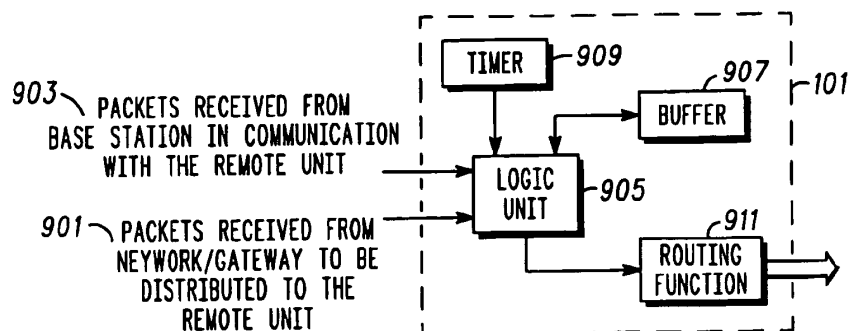 TIMER
909
907
BUFFER
101
903
PACKETS RECEIVED FROM
BASE STATION IN COMMUNICATION
WITH THE REMOTE UNIT
LOGIC
UNIT
905
901
PACKETS RECEIVED FROM
NEYWORK/GATEWAY TO BE
DISTRIBUTED TO THE
REMOTE UNIT
911
ROUTING
FUNCTION